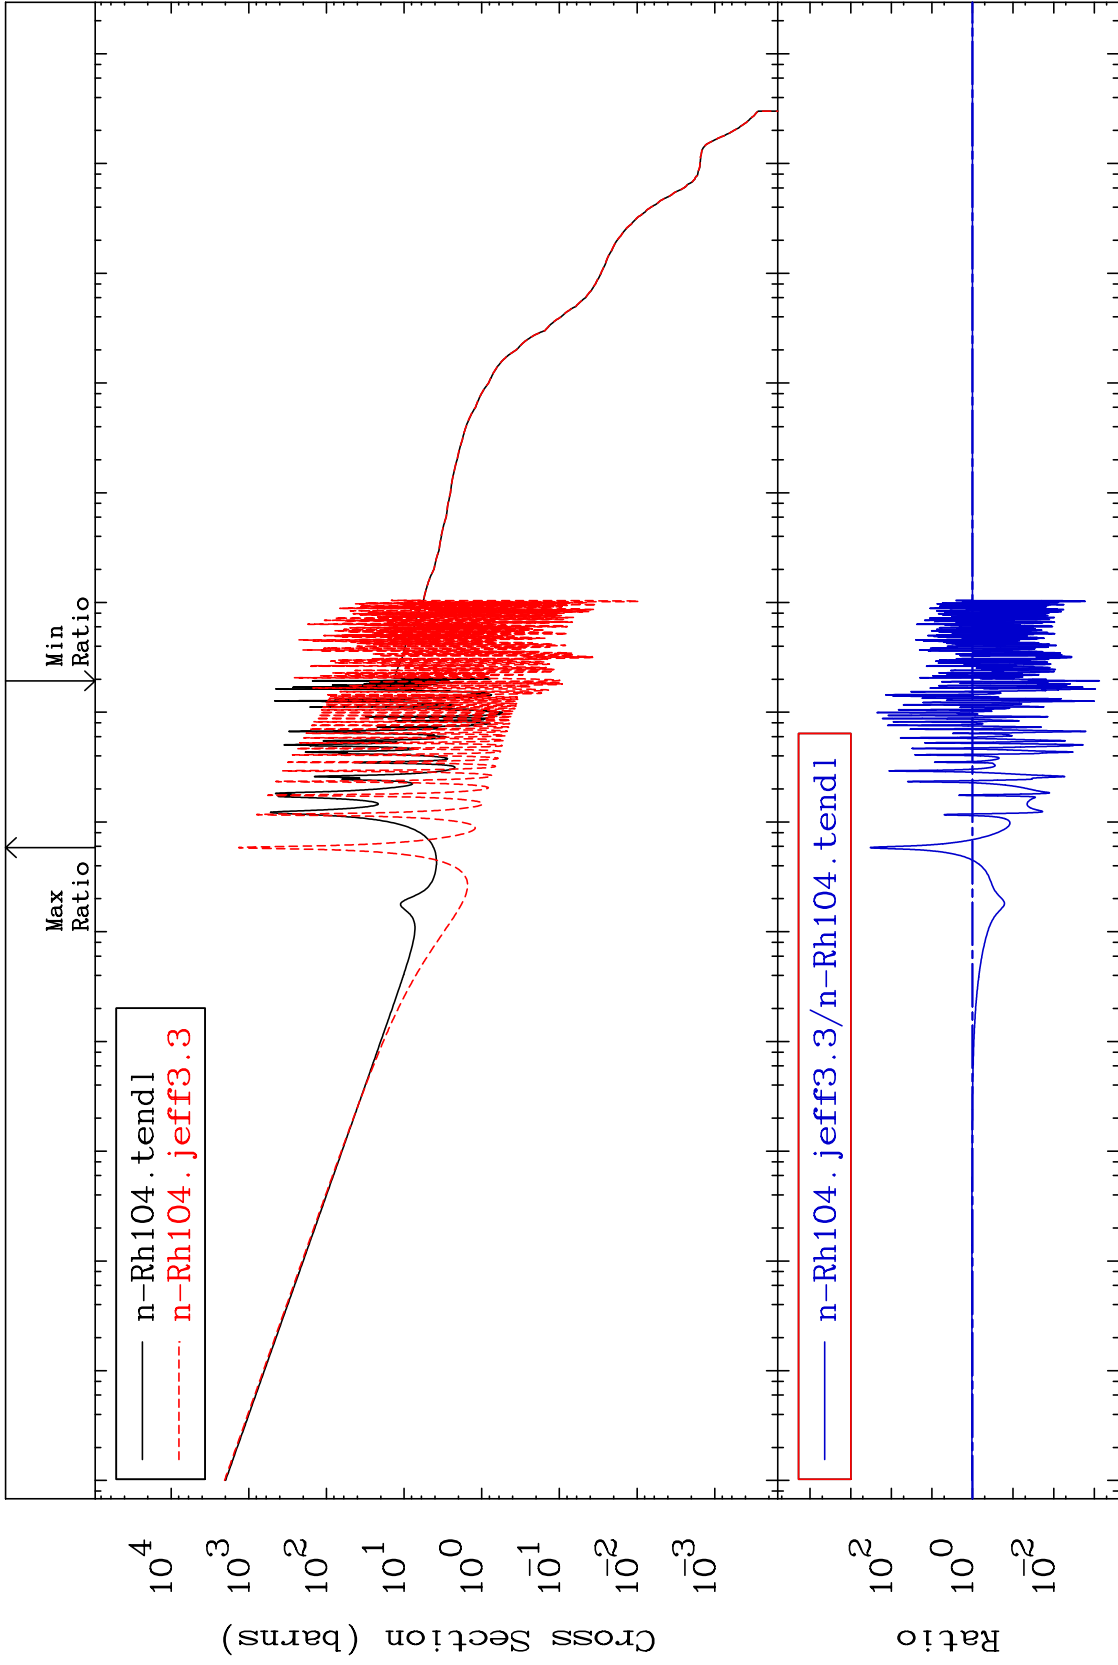 Max
Ratio
Min
Ratio
n-Rh104.tendl
n-Rh104.jeff3.3
10^4
10^3
10^2
10^1
10^0
10^-1
10^-2
10^-3
Cross Section (barns)
n-Rh104.jeff3.3/n-Rh104.tendl
10^2
10^0
10^-2
Ratio